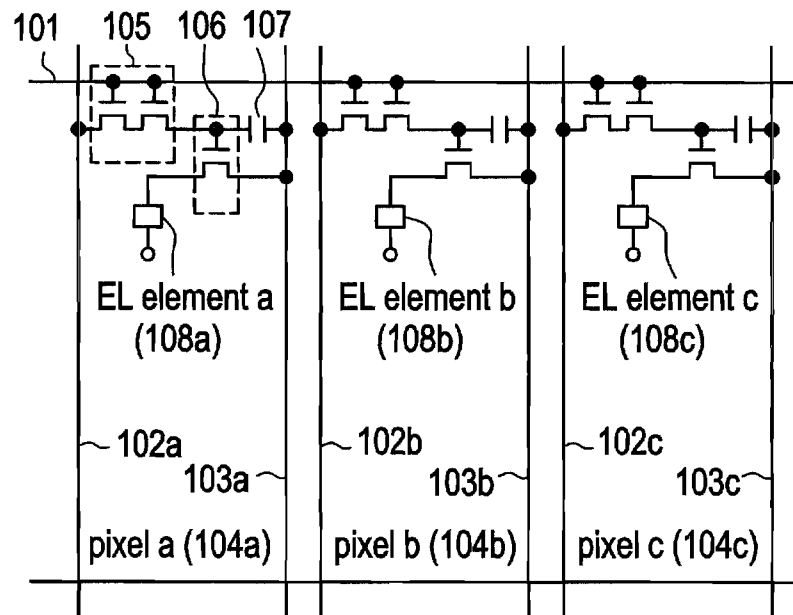 101 105 106 107
EL element a (108a)
EL element b (108b)
EL element c (108c)
102a 102b 102c
103a 103b 103c
pixel a (104a) pixel b (104b) pixel c (104c)